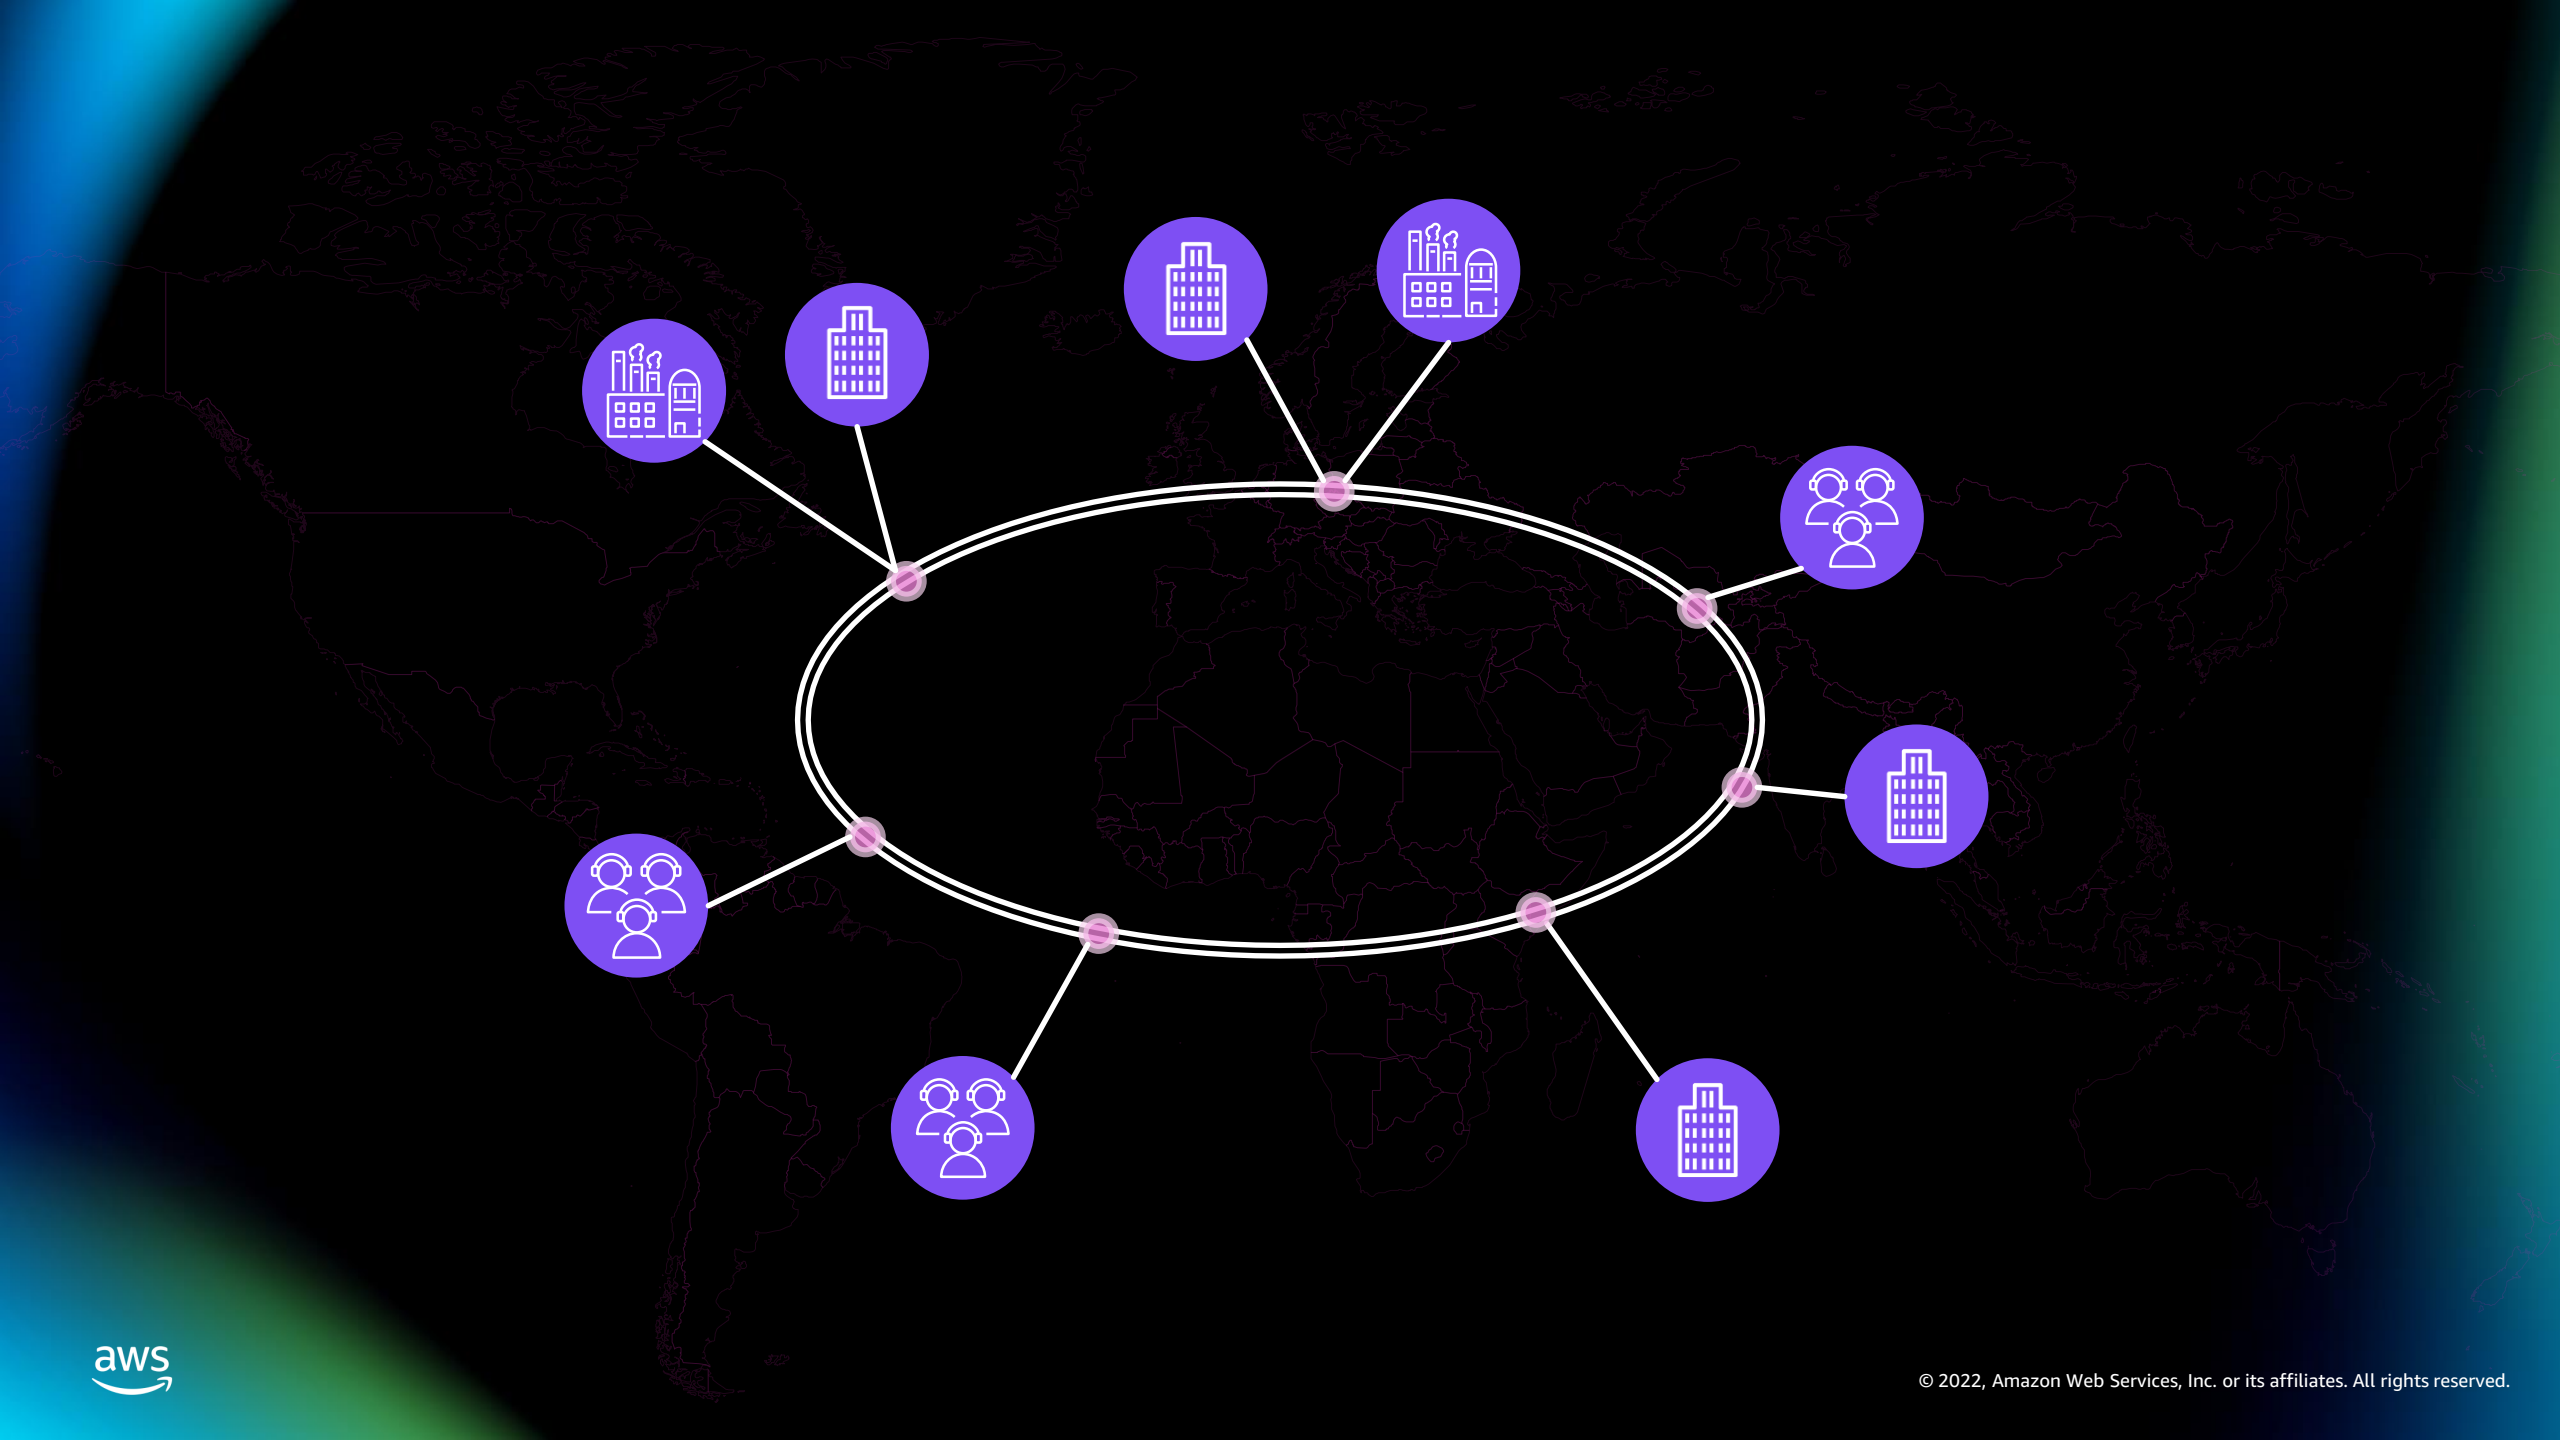 aws
© 2022, Amazon Web Services, Inc. or its affiliates. All rights reserved.